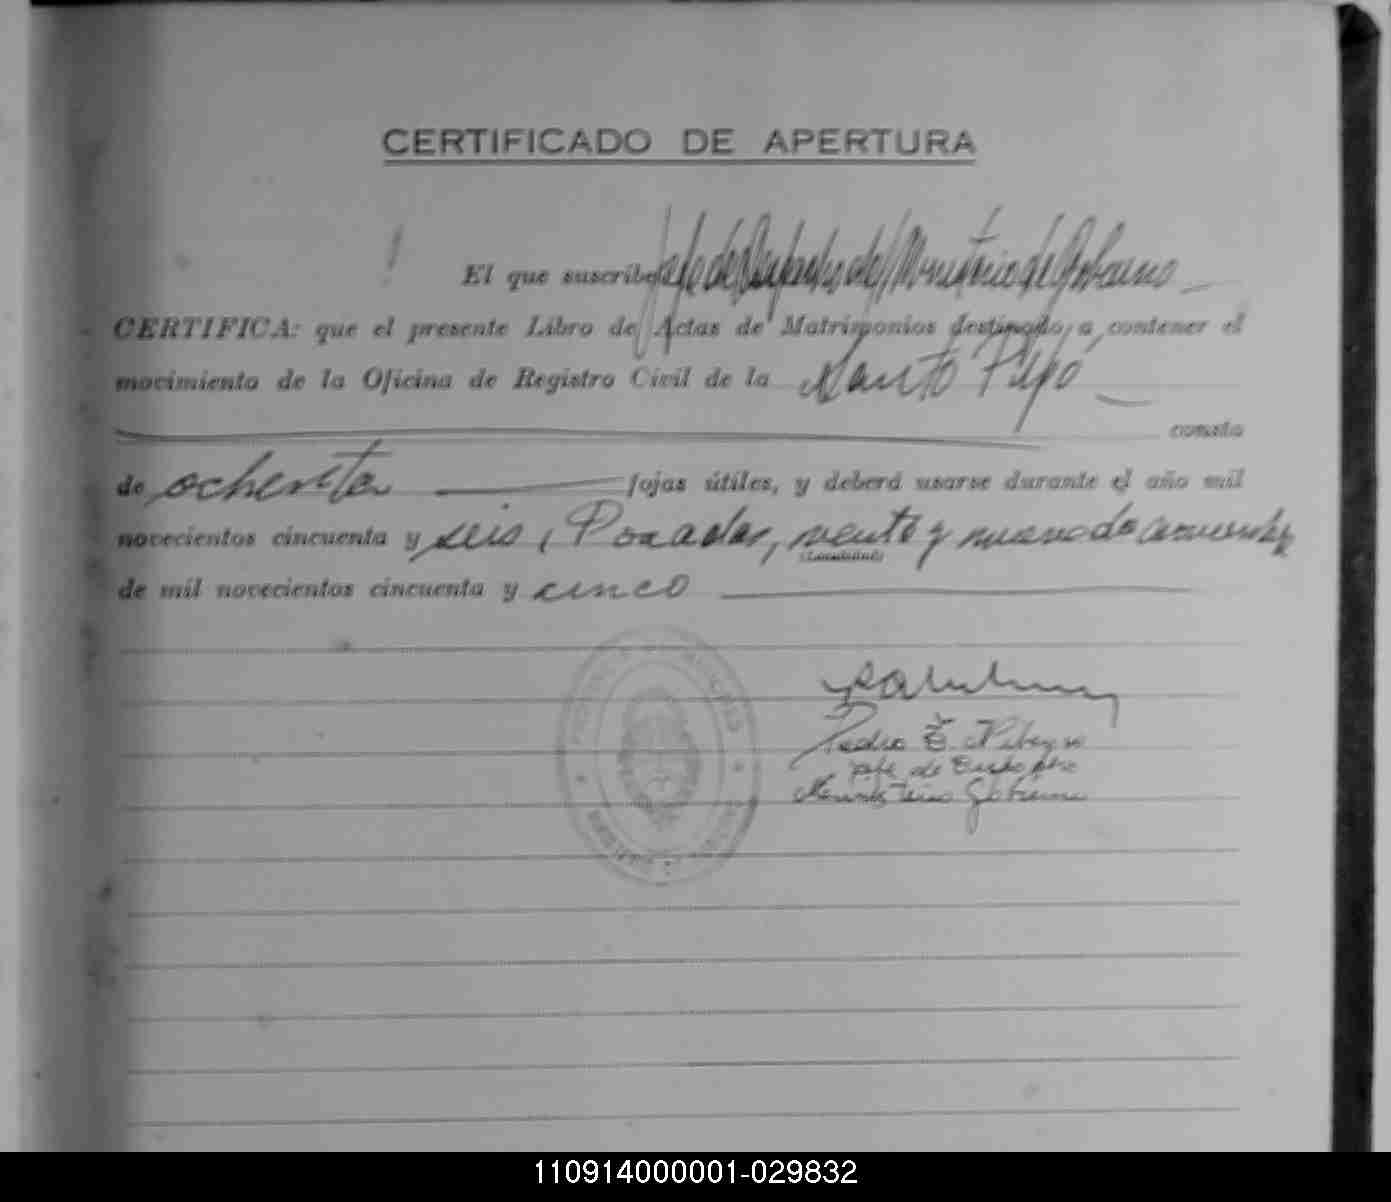 CERTIFICADO DE APERTURA
El que suscribe Jefe de Despacho del Ministerio de Gobierno
CERTIFICA: que el presente Libro de Actas de Matrimonios destinado, a contener el
movimiento de la Oficina de Registro Civil de la Santo Pipó
consta
de ochenta fojas útiles, y deberá usarse durante el año mil
novecientos cincuenta y seis, Posadas, veinte y nueve de
(Localidad)
de mil novecientos cincuenta y cinco
Pedro E.
Jefe de Despacho
Ministerio Gobierno
110914000001-029832